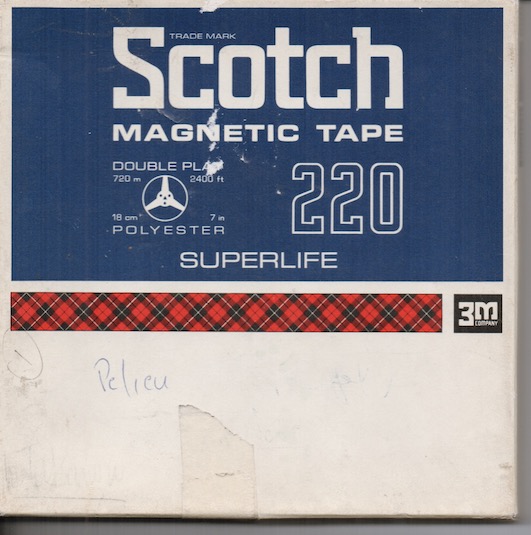 TRADE MARK
Scotch
MAGNETIC TAPE
DOUBLE PLAY
720 m 2400 ft
220
18 cm 7 in
POLYESTER
SUPERLIFE
3M
COMPANY
Pelieu